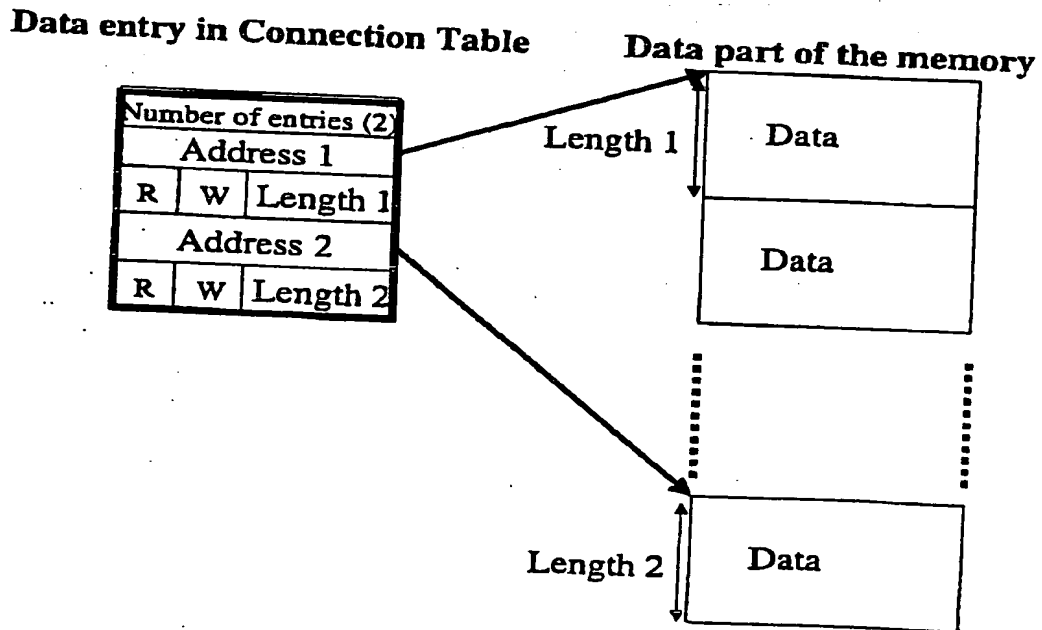 Data entry in Connection Table
Data part of the memory
Number of entries (2)
Address 1
R W Length 1
Address 2
R W Length 2
Length 1
Data
Data
Length 2
Data